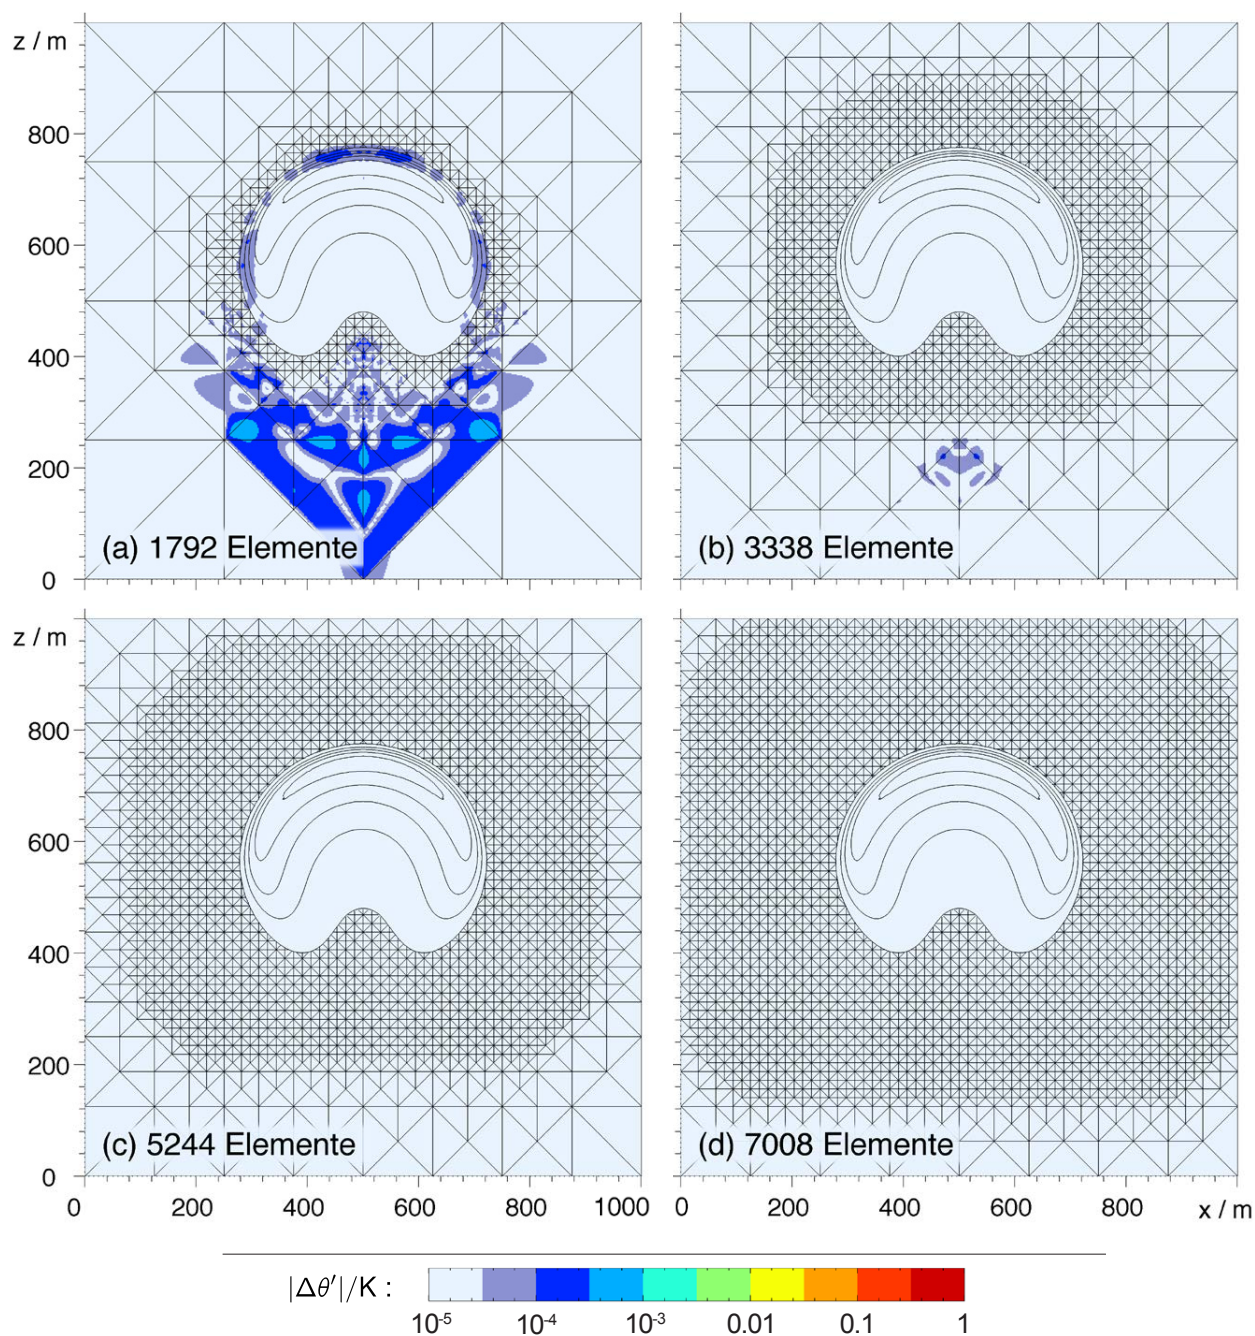 z / m
800
600
400
200
0
(a) 1792 Elemente
(b) 3338 Elemente
z / m
800
600
400
200
0
(c) 5244 Elemente
(d) 7008 Elemente
0 200 400 600 800 1000 0 200 400 600 800 x / m
|Δθ′|/K :
10⁻⁵ 10⁻⁴ 10⁻³ 0.01 0.1 1